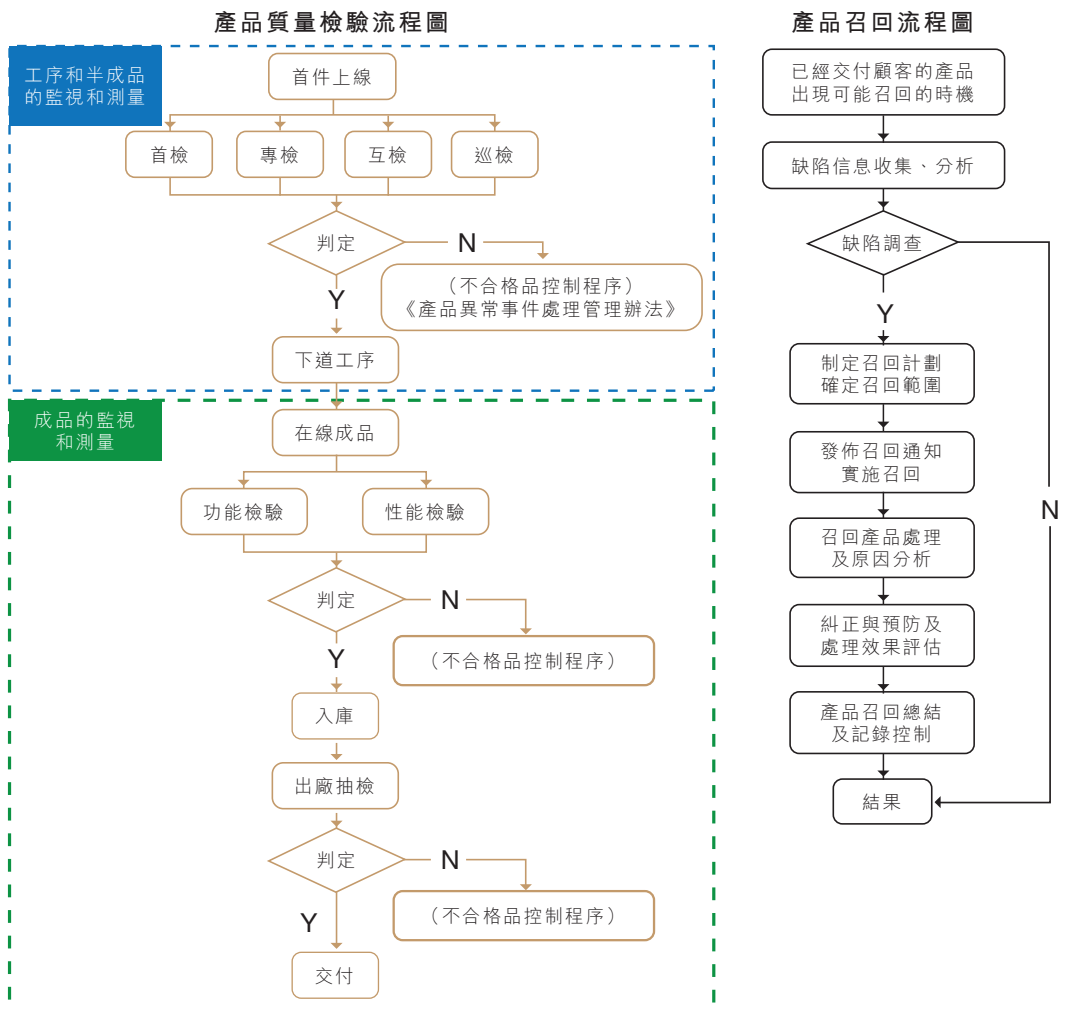 產品質量檢驗流程圖
工序和半成品
的監視和測量
首件上線
首檢
專檢
互檢
巡檢
判定
N
（不合格品控制程序）
《產品異常事件處理管理辦法》
Y
下道工序
成品的監視
和測量
在線成品
功能檢驗
性能檢驗
判定
N
（不合格品控制程序）
Y
入庫
出廠抽檢
判定
N
（不合格品控制程序）
Y
交付
產品召回流程圖
已經交付顧客的產品
出現可能召回的時機
缺陷信息收集、分析
缺陷調查
Y
制定召回計劃
確定召回範圍
發佈召回通知
實施召回
N
召回產品處理
及原因分析
糾正與預防及
處理效果評估
產品召回總結
及記錄控制
結果